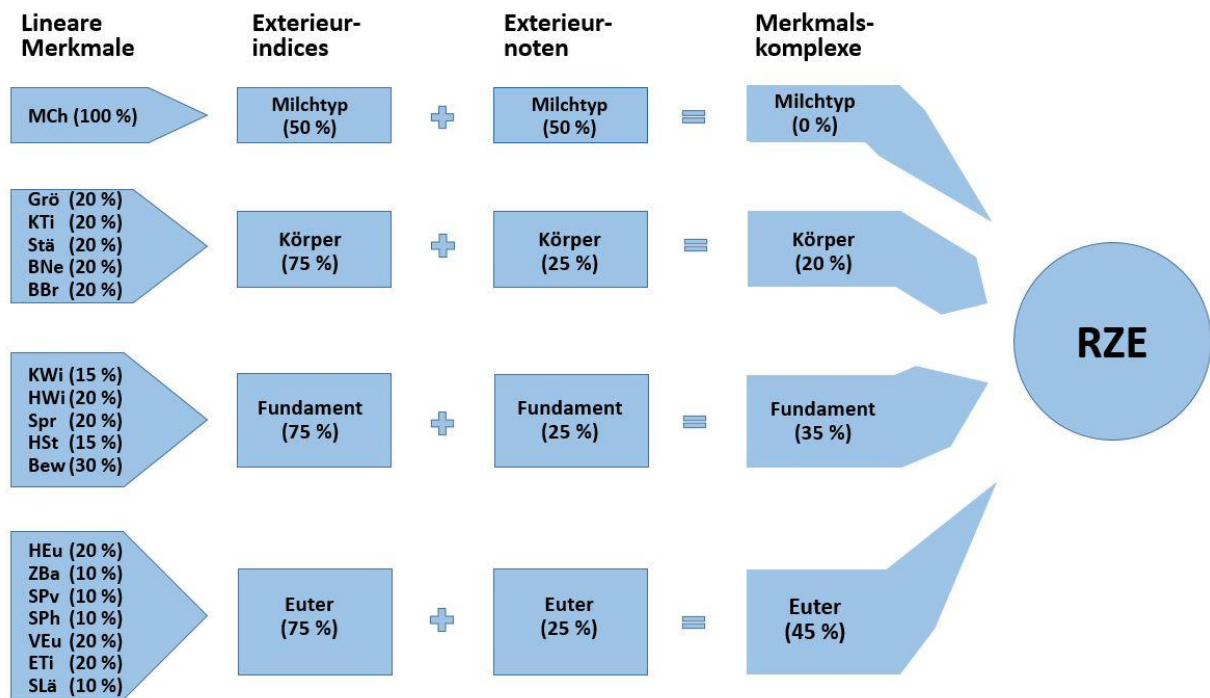 Lineare
Merkmale
Exterieur-
indices
Exterieur-
noten
Merkmals-
komplexe
MCh (100 %)
Milchtyp
(50 %)
Milchtyp
(50 %)
Milchtyp
(0 %)
Grö (20 %)
KTi (20 %)
Stä (20 %)
BNe (20 %)
BBr (20 %)
Körper
(75 %)
Körper
(25 %)
Körper
(20 %)
RZE
KWi (15 %)
HWi (20 %)
Spr (20 %)
HSt (15 %)
Bew (30 %)
Fundament
(75 %)
Fundament
(25 %)
Fundament
(35 %)
HEu (20 %)
ZBa (10 %)
SPv (10 %)
SPh (10 %)
VEu (20 %)
ETi (20 %)
SLä (10 %)
Euter
(75 %)
Euter
(25 %)
Euter
(45 %)